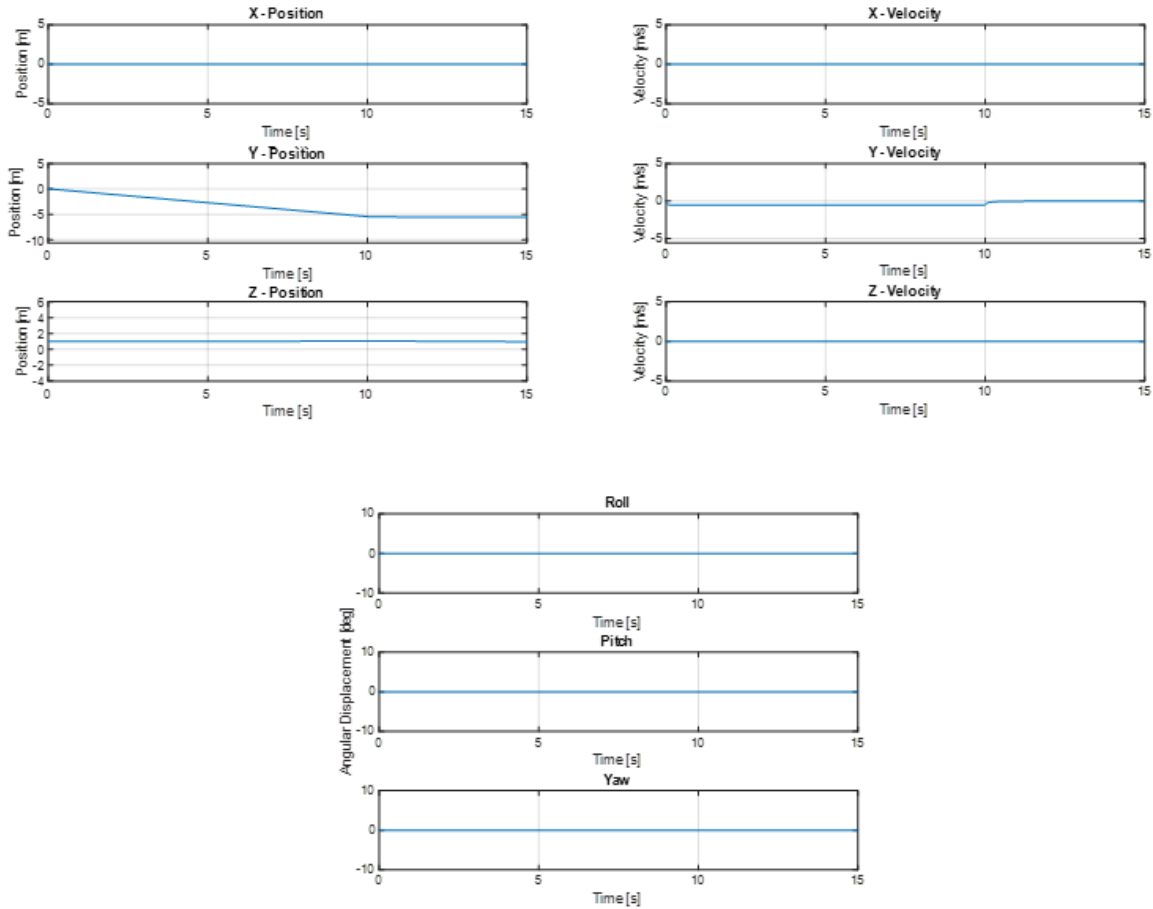 X - Position
Position [m]
5
0
-5
0 5 10 15
Time [s]
X - Velocity
Velocity [m/s]
5
0
-5
0 5 10 15
Time [s]
Y - Position
Position [m]
5
0
-5
-10
0 5 10 15
Time [s]
Y - Velocity
Velocity [m/s]
5
0
-5
0 5 10 15
Time [s]
Z - Position
Position [m]
6
4
2
0
-2
-4
0 5 10 15
Time [s]
Z - Velocity
Velocity [m/s]
5
0
-5
0 5 10 15
Time [s]
Angular Displacement [deg]
Roll
10
0
-10
0 5 10 15
Time [s]
Pitch
10
0
-10
0 5 10 15
Time [s]
Yaw
10
0
-10
0 5 10 15
Time [s]